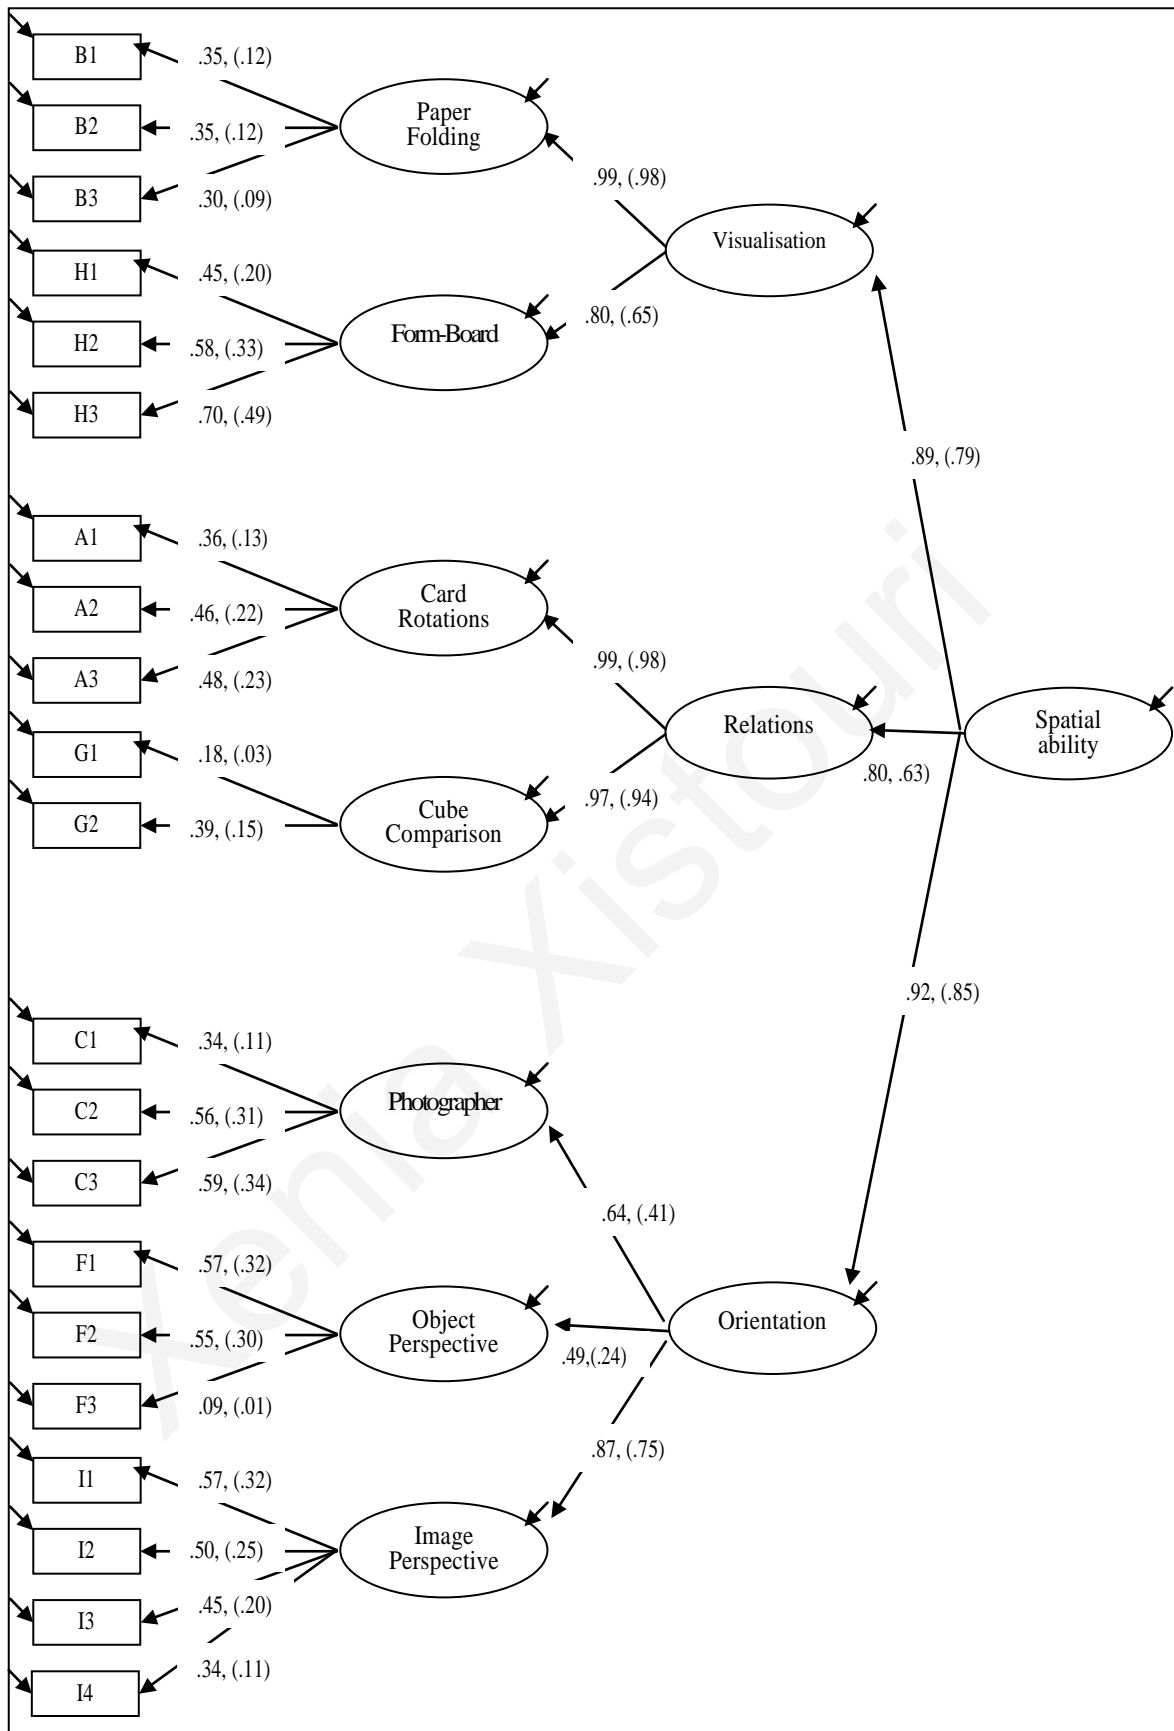 B1
.35, (.12)
B2
.35, (.12)
B3
.30, (.09)
Paper
Folding
H1
.45, (.20)
H2
.58, (.33)
H3
.70, (.49)
Form-Board
.99, (.98)
.80, (.65)
Visualisation
.89, (.79)
A1
.36, (.13)
A2
.46, (.22)
A3
.48, (.23)
Card
Rotations
G1
.18, (.03)
G2
.39, (.15)
Cube
Comparison
.99, (.98)
.97, (.94)
Relations
.80, .63)
Spatial
ability
.92, (.85)
C1
.34, (.11)
C2
.56, (.31)
C3
.59, (.34)
Photographer
F1
.57, (.32)
F2
.55, (.30)
F3
.09, (.01)
Object
Perspective
I1
.57, (.32)
I2
.50, (.25)
I3
.45, (.20)
I4
.34, (.11)
Image
Perspective
.64, (.41)
.49,(.24)
.87, (.75)
Orientation
Xenia Xistouri